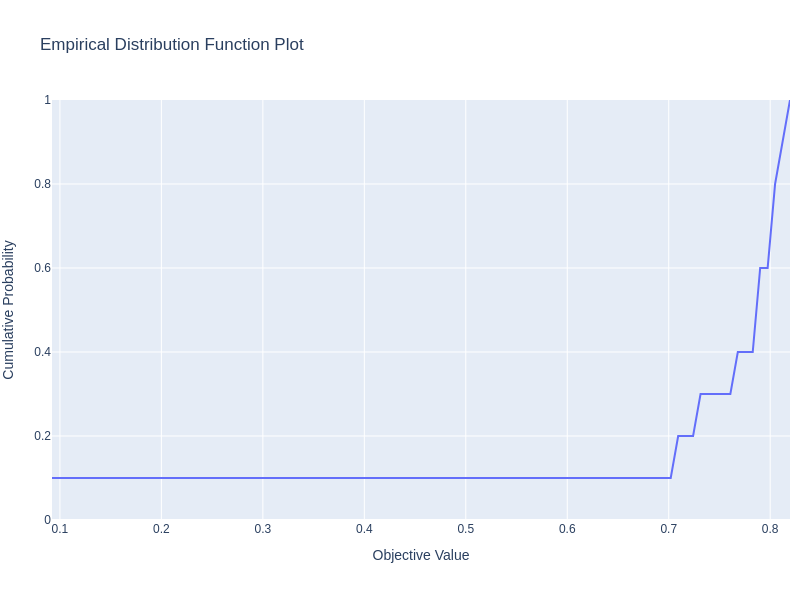 Empirical Distribution Function Plot
1
0.8
0.6
0.4
0.2
0
Cumulative Probability
0.1 0.2 0.3 0.4 0.5 0.6 0.7 0.8
Objective Value